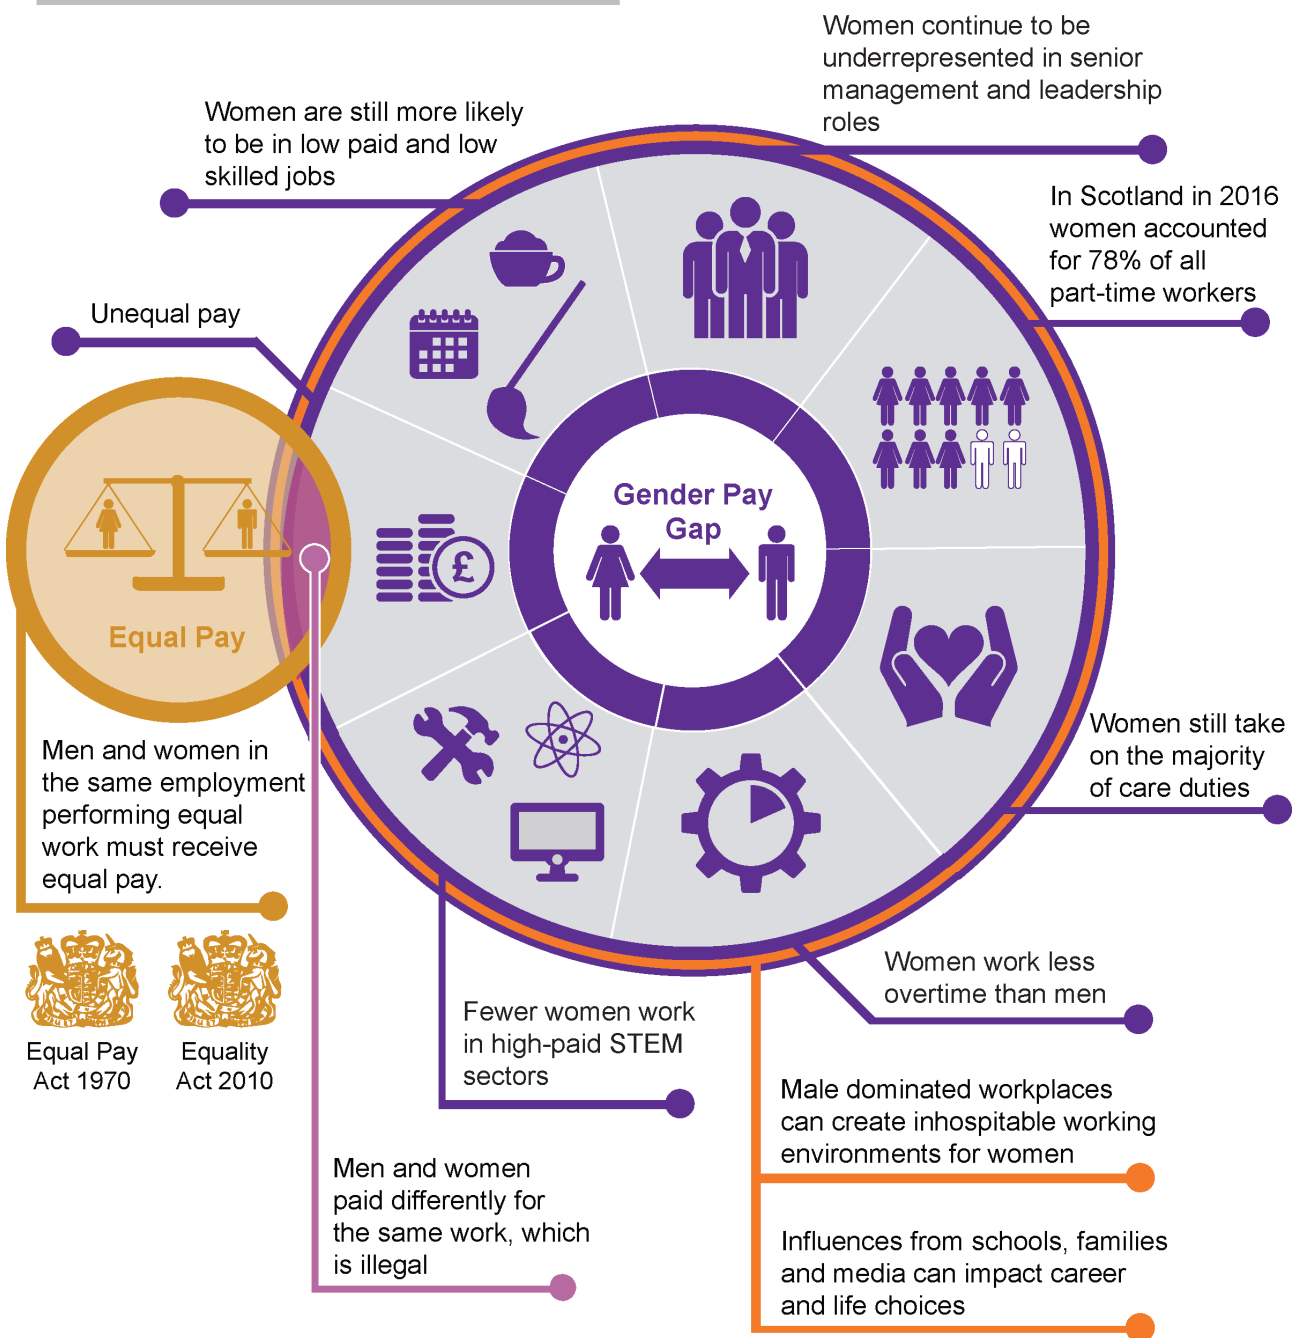 Women continue to be
underrepresented in senior
management and leadership
roles
Women are still more likely
to be in low paid and low
skilled jobs
In Scotland in 2016
women accounted
for 78% of all
part-time workers
Unequal pay
Gender Pay
Gap
£
Equal Pay
Women still take
on the majority
of care duties
Men and women in
the same employment
performing equal
work must receive
equal pay.
Women work less
overtime than men
Fewer women work
in high-paid STEM
sectors
Equal Pay
Act 1970
Equality
Act 2010
Male dominated workplaces
can create inhospitable working
environments for women
Men and women
paid differently for
the same work, which
is illegal
Influences from schools, families
and media can impact career
and life choices